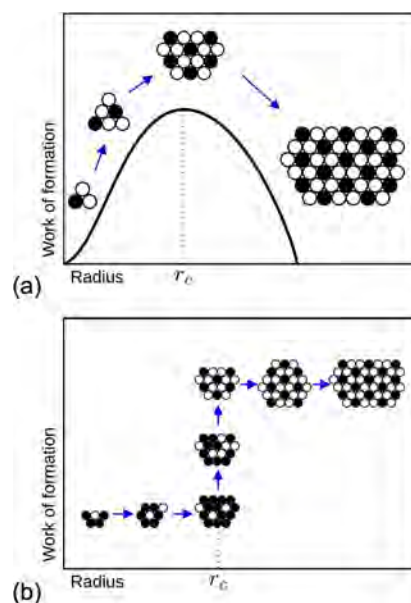 Work of formation
(a)
Radius
r_c
Work of formation
(b)
Radius
r_c